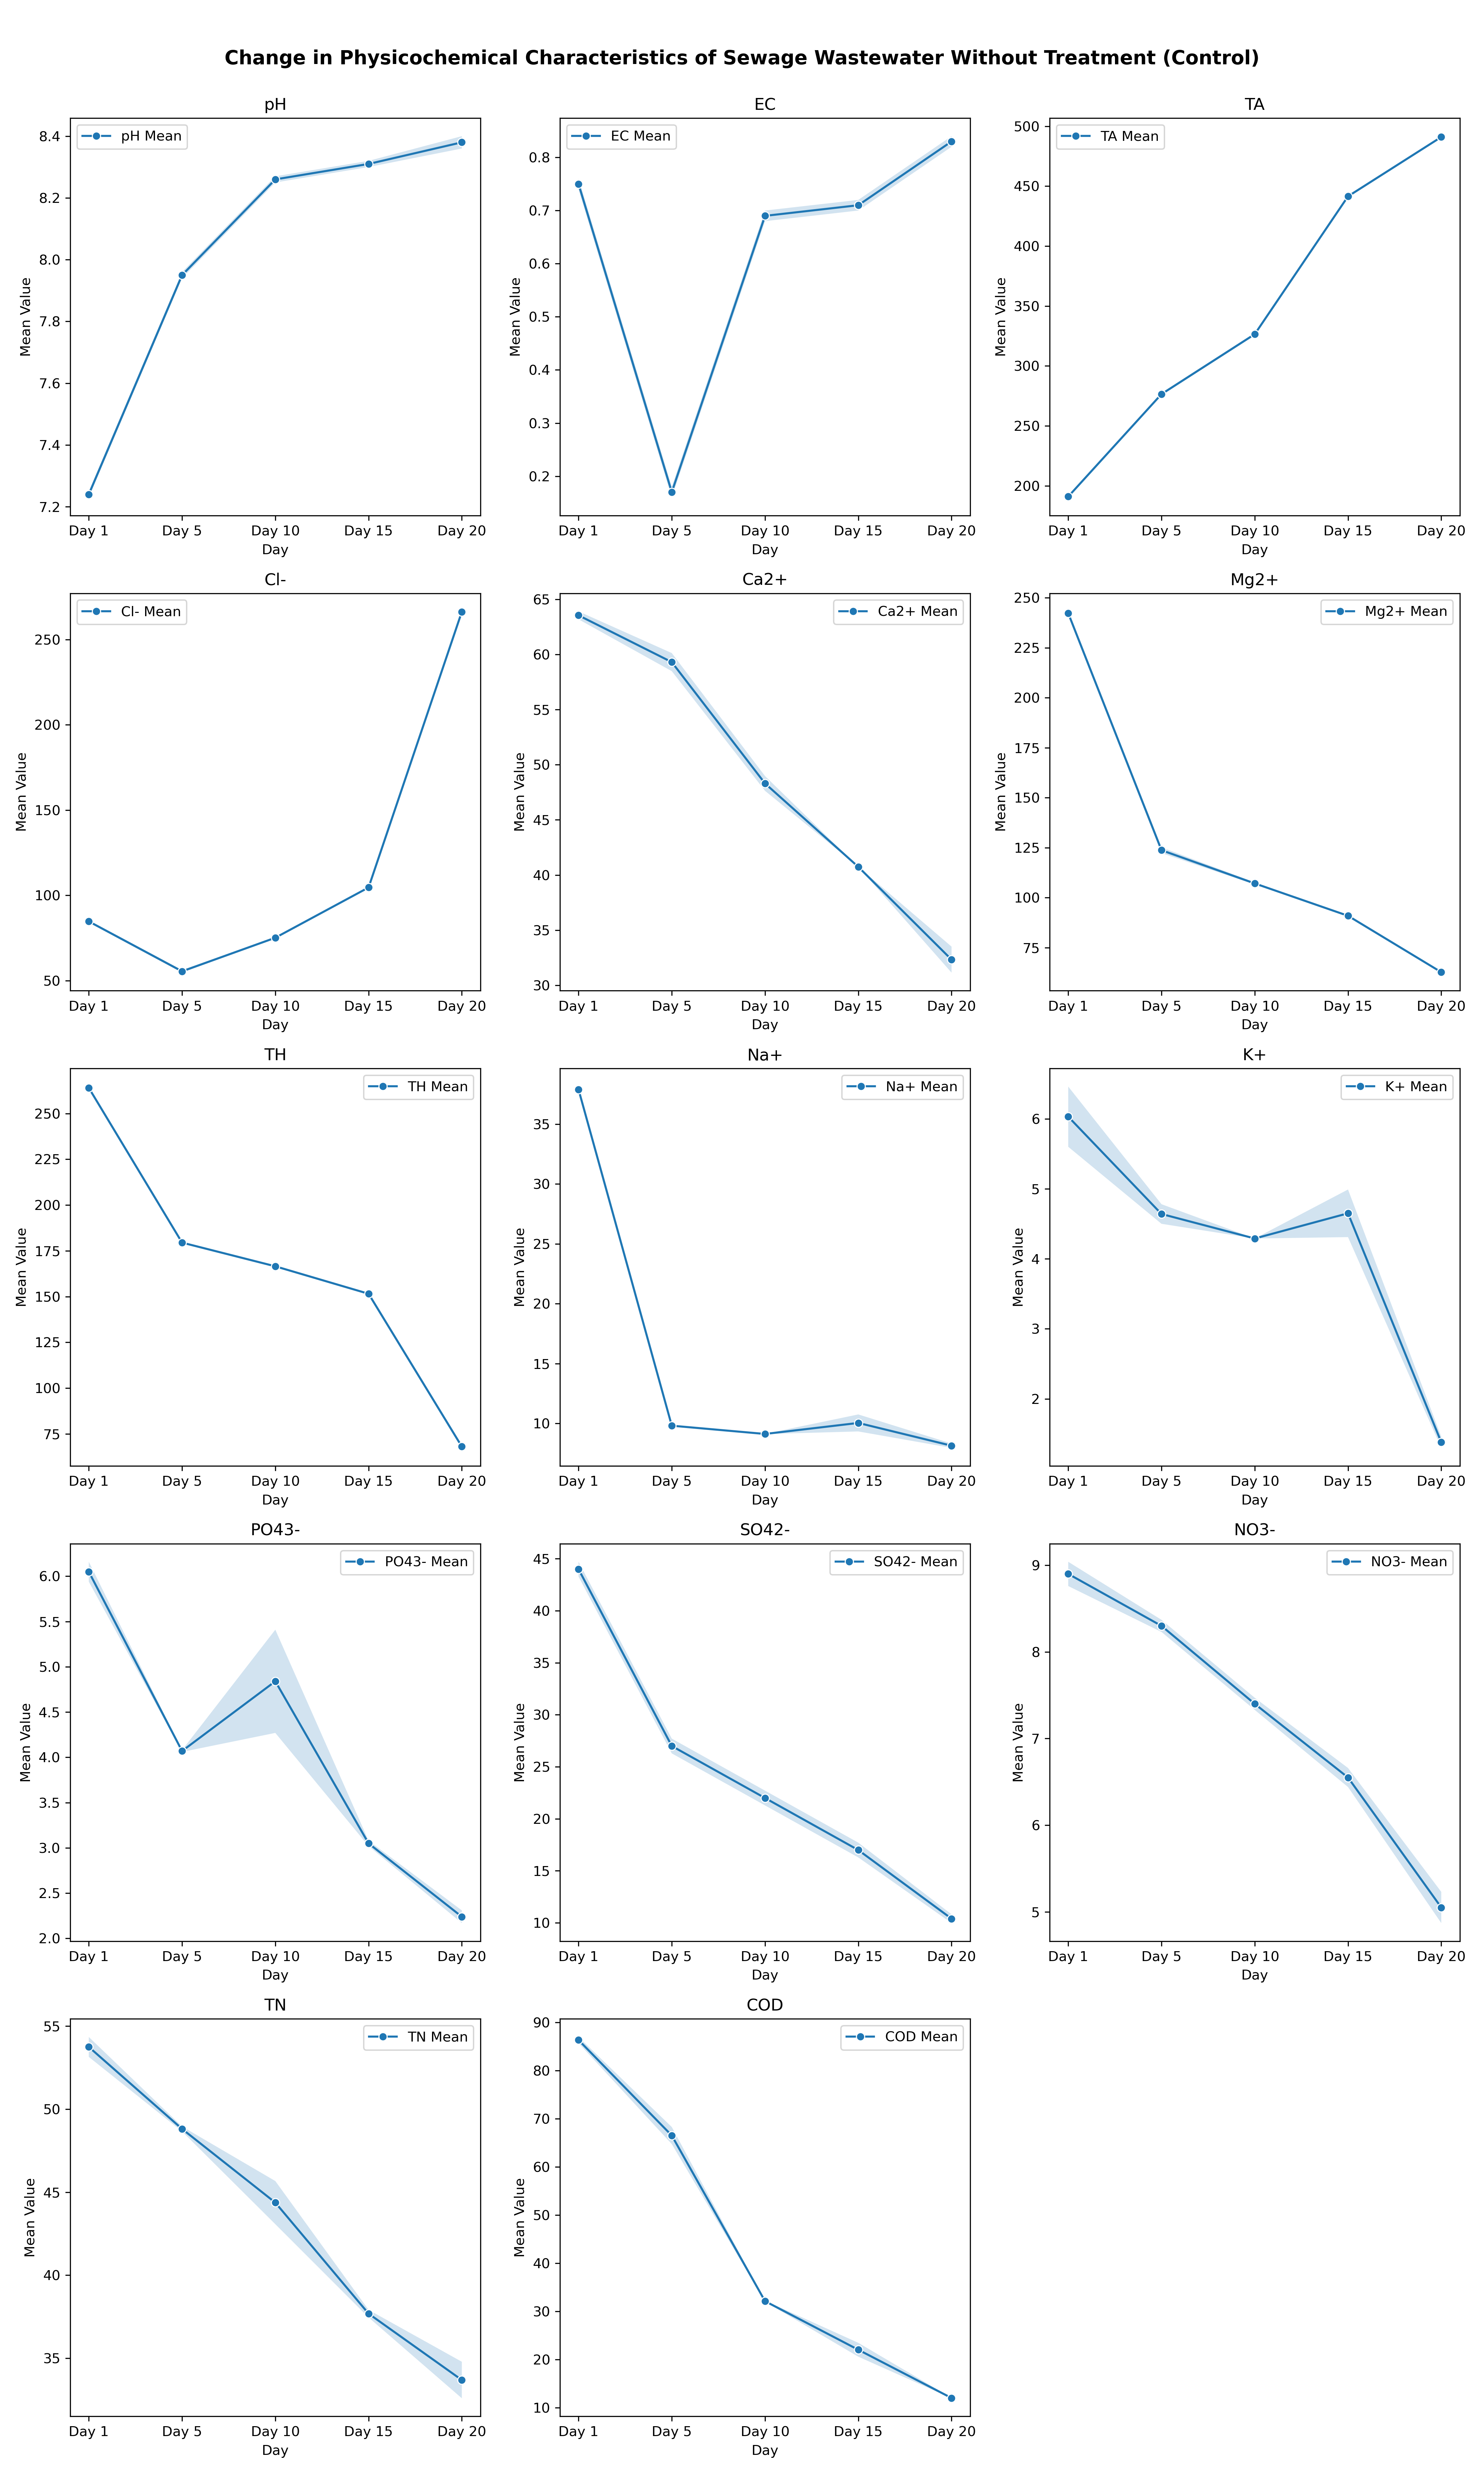 Change in Physicochemical Characteristics of Sewage Wastewater Without Treatment (Control)
pH
pH Mean
8.4
8.2
8.0
7.8
7.6
7.4
7.2
Mean Value
Day 1 Day 5 Day 10 Day 15 Day 20
Day
EC
EC Mean
0.8
0.7
0.6
0.5
0.4
0.3
0.2
Mean Value
Day 1 Day 5 Day 10 Day 15 Day 20
Day
TA
TA Mean
500
450
400
350
300
250
200
Mean Value
Day 1 Day 5 Day 10 Day 15 Day 20
Day
Cl-
Cl- Mean
250
200
150
100
50
Mean Value
Day 1 Day 5 Day 10 Day 15 Day 20
Day
Ca2+
Ca2+ Mean
65
60
55
50
45
40
35
30
Mean Value
Day 1 Day 5 Day 10 Day 15 Day 20
Day
Mg2+
Mg2+ Mean
250
225
200
175
150
125
100
75
Mean Value
Day 1 Day 5 Day 10 Day 15 Day 20
Day
TH
TH Mean
250
225
200
175
150
125
100
75
Mean Value
Day 1 Day 5 Day 10 Day 15 Day 20
Day
Na+
Na+ Mean
35
30
25
20
15
10
Mean Value
Day 1 Day 5 Day 10 Day 15 Day 20
Day
K+
K+ Mean
6
5
4
3
2
Mean Value
Day 1 Day 5 Day 10 Day 15 Day 20
Day
PO43-
PO43- Mean
6.0
5.5
5.0
4.5
4.0
3.5
3.0
2.5
2.0
Mean Value
Day 1 Day 5 Day 10 Day 15 Day 20
Day
SO42-
SO42- Mean
45
40
35
30
25
20
15
10
Mean Value
Day 1 Day 5 Day 10 Day 15 Day 20
Day
NO3-
NO3- Mean
9
8
7
6
5
Mean Value
Day 1 Day 5 Day 10 Day 15 Day 20
Day
TN
TN Mean
55
50
45
40
35
Mean Value
Day 1 Day 5 Day 10 Day 15 Day 20
Day
COD
COD Mean
90
80
70
60
50
40
30
20
10
Mean Value
Day 1 Day 5 Day 10 Day 15 Day 20
Day